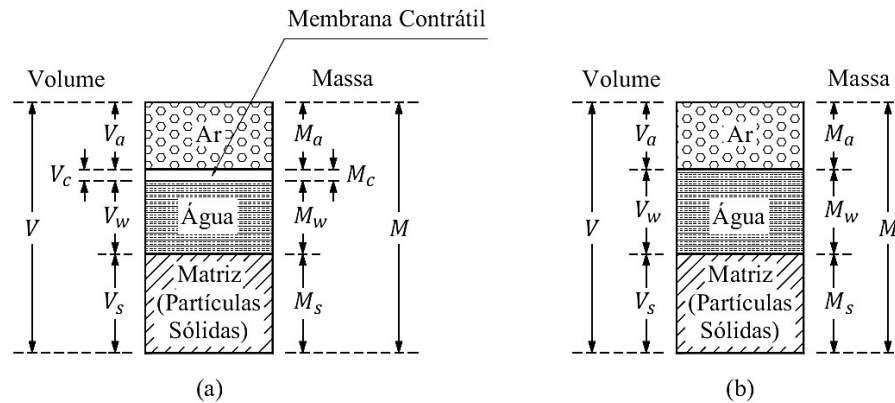 Membrana Contrátil
Volume
Massa
V
V_a
V_c
V_w
V_s
Ar
Água
Matriz
(Partículas
Sólidas)
M_a
M_c
M_w
M_s
M
(a)
Volume
Massa
V
V_a
V_w
V_s
Ar
Água
Matriz
(Partículas
Sólidas)
M_a
M_w
M_s
M
(b)